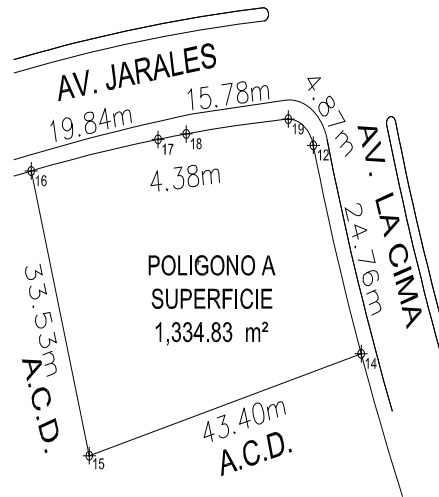 AV. JARALES
15.78m
4.87m
19.84m
AV. LA CIMA
19
18
17
12
16
4.38m
24.76m
POLIGONO A
SUPERFICIE
1,334.83 m²
33.53m
A.C.D.
14
43.40m
A.C.D.
15